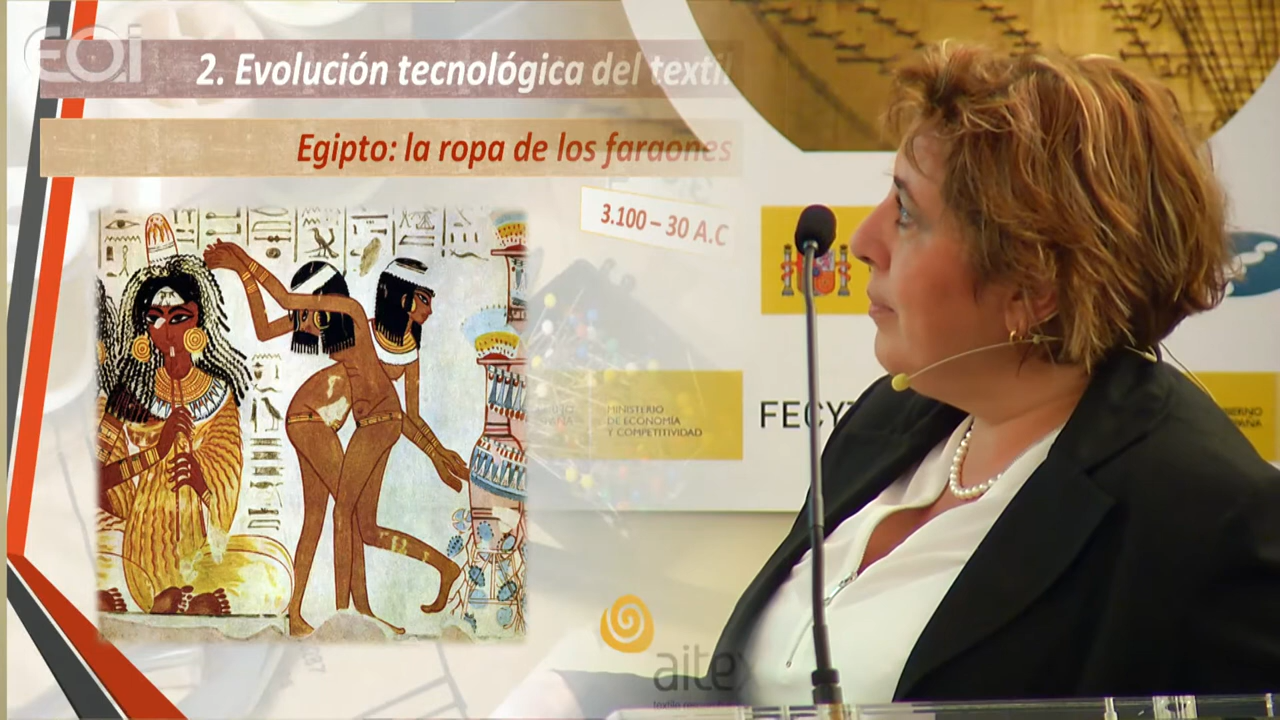 EOI
2. Evolución tecnológica del textil
Egipto: la ropa de los faraones
3.100 – 30 A.C
MINISTERIO
DE ECONOMÍA
Y COMPETITIVIDAD
FECYT
aitex